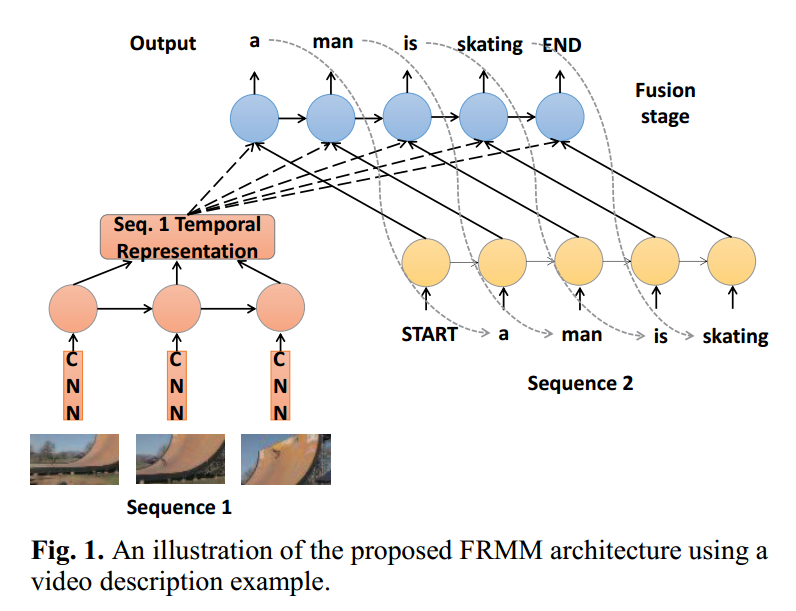 Output a man is skating END
Fusion
stage
Seq. 1 Temporal
Representation
START a man is skating
Sequence 2
C C C
N N N
N N N
Sequence 1
Fig. 1. An illustration of the proposed FRMM architecture using a
video description example.